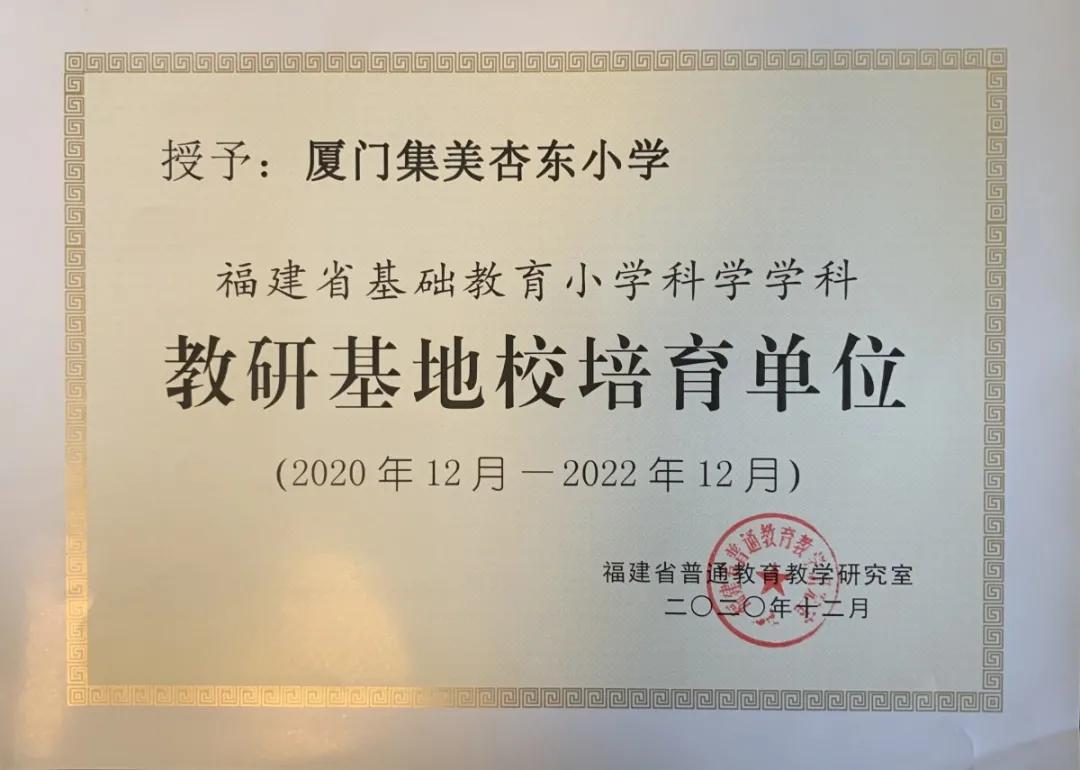 授予：厦门集美杏东小学
福建省基础教育小学科学学科
教研基地校培育单位
(2020年12月—2022年12月)
福建省普通教育教学研究室
二〇二〇年十二月